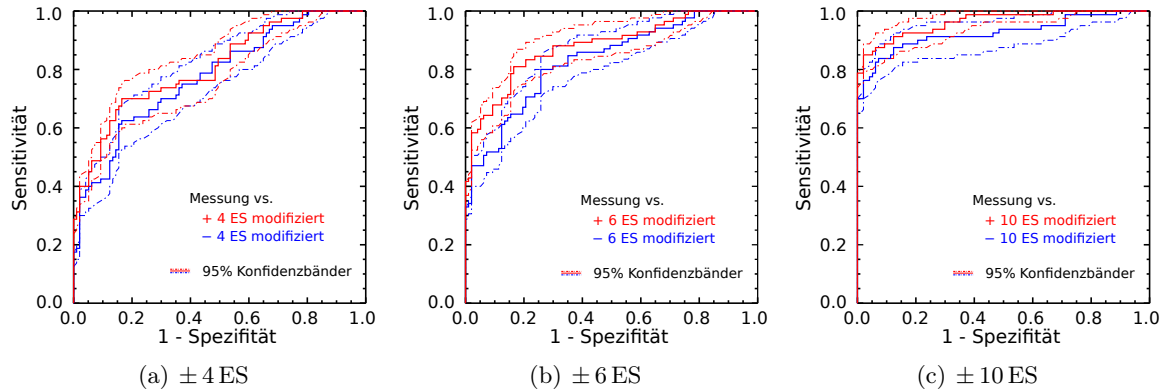 Sensitivität
1.0
0.8
0.6
0.4
0.2
0.0
0.0 0.2 0.4 0.6 0.8 1.0
1 - Spezifität
Messung vs.
+ 4 ES modifiziert
− 4 ES modifiziert
95% Konfidenzbänder
(a) ± 4 ES
Sensitivität
1.0
0.8
0.6
0.4
0.2
0.0
0.0 0.2 0.4 0.6 0.8 1.0
1 - Spezifität
Messung vs.
+ 6 ES modifiziert
− 6 ES modifiziert
95% Konfidenzbänder
(b) ± 6 ES
Sensitivität
1.0
0.8
0.6
0.4
0.2
0.0
0.0 0.2 0.4 0.6 0.8 1.0
1 - Spezifität
Messung vs.
+ 10 ES modifiziert
− 10 ES modifiziert
95% Konfidenzbänder
(c) ± 10 ES